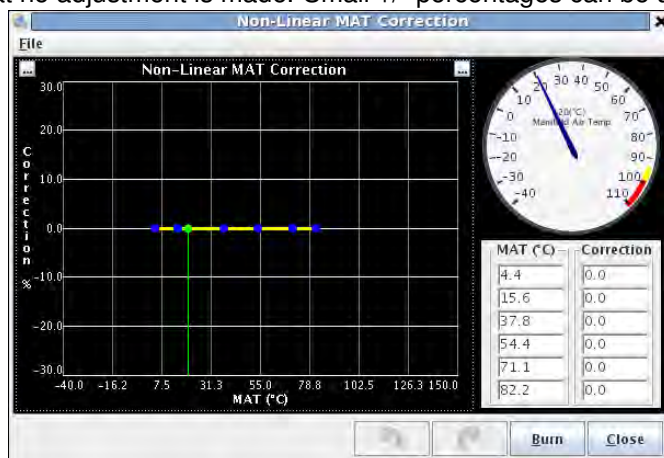 Non-Linear MAT Correction
File
... Non-Linear MAT Correction ...
Correction %
30.0
20.0
10.0
0.0
-10.0
-20.0
-30.0
-40.0 -16.2 7.5 31.3 55.0 78.8 102.5 126.3 150.0
MAT (°C)
-40 -30 -20 -10 0 10 20 30 40 50 60 70 80 90 100 110
20(°C)
Manifold Air Temp
MAT (°C) Correction
4.4 0.0
15.6 0.0
37.8 0.0
54.4 0.0
71.1 0.0
82.2 0.0
Burn Close